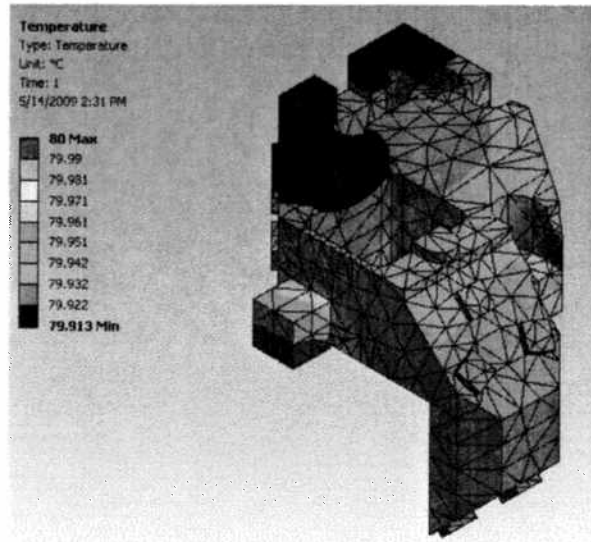 Temperature
Type: Temperature
Unit: °C
Time: 1
5/14/2009 2:31 PM
80 Max
79.99
79.981
79.971
79.961
79.951
79.942
79.932
79.922
79.913 Min